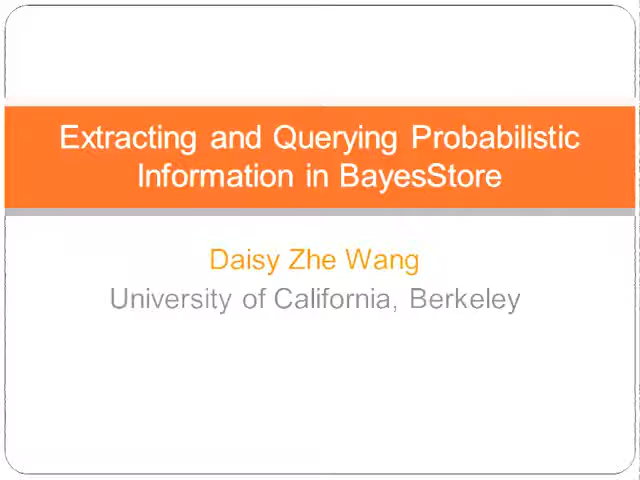 Extracting and Querying Probabilistic
Information in BayesStore
Daisy Zhe Wang
University of California, Berkeley